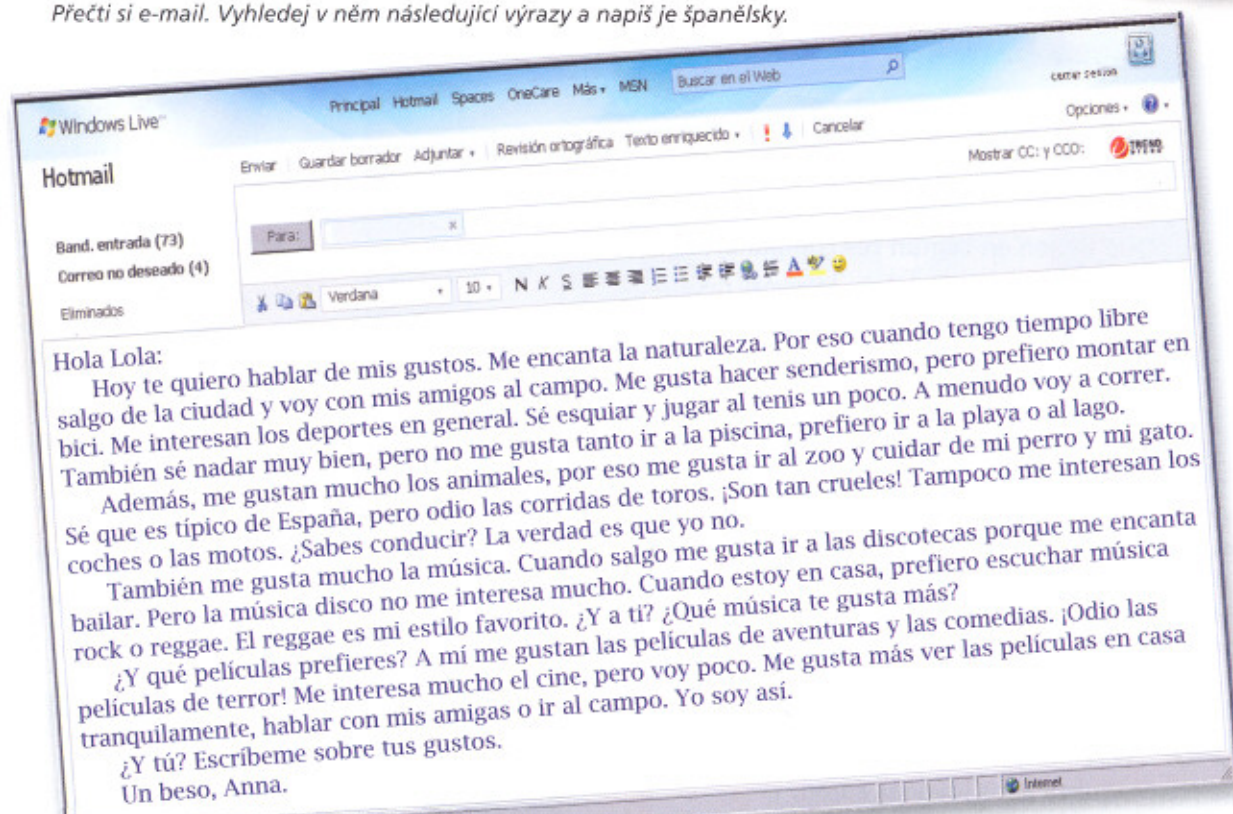 Přečti si e-mail. Vyhledej v něm následující výrazy a napiš je španělsky.
Windows Live™
Principal Hotmail Spaces OneCare Más MSN Buscar en el Web
cerrar sesión
Hotmail
Enviar Guardar borrador Adjuntar Revisión ortográfica Texto enriquecido Cancelar
Opciones
Mostrar CC: y CCO:
Band. entrada (73)
Para:
Correo no deseado (4)
Eliminados
Verdana 10 N K S
Hola Lola:
Hoy te quiero hablar de mis gustos. Me encanta la naturaleza. Por eso cuando tengo tiempo libre
salgo de la ciudad y voy con mis amigos al campo. Me gusta hacer senderismo, pero prefiero montar en
bici. Me interesan los deportes en general. Sé esquiar y jugar al tenis un poco. A menudo voy a correr.
También sé nadar muy bien, pero no me gusta tanto ir a la piscina, prefiero ir a la playa o al lago.
Además, me gustan mucho los animales, por eso me gusta ir al zoo y cuidar de mi perro y mi gato.
Sé que es típico de España, pero odio las corridas de toros. ¡Son tan crueles! Tampoco me interesan los
coches o las motos. ¿Sabes conducir? La verdad es que yo no.
También me gusta mucho la música. Cuando salgo me gusta ir a las discotecas porque me encanta
bailar. Pero la música disco no me interesa mucho. Cuando estoy en casa, prefiero escuchar música
rock o reggae. El reggae es mi estilo favorito. ¿Y a ti? ¿Qué música te gusta más?
¿Y qué películas prefieres? A mí me gustan las películas de aventuras y las comedias. ¡Odio las
películas de terror! Me interesa mucho el cine, pero voy poco. Me gusta más ver las películas en casa
tranquilamente, hablar con mis amigas o ir al campo. Yo soy así.
¿Y tú? Escríbeme sobre tus gustos.
Un beso, Anna.
Internet